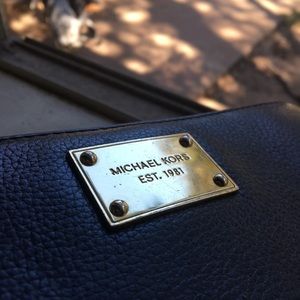 MICHAEL KORS
EST. 1981